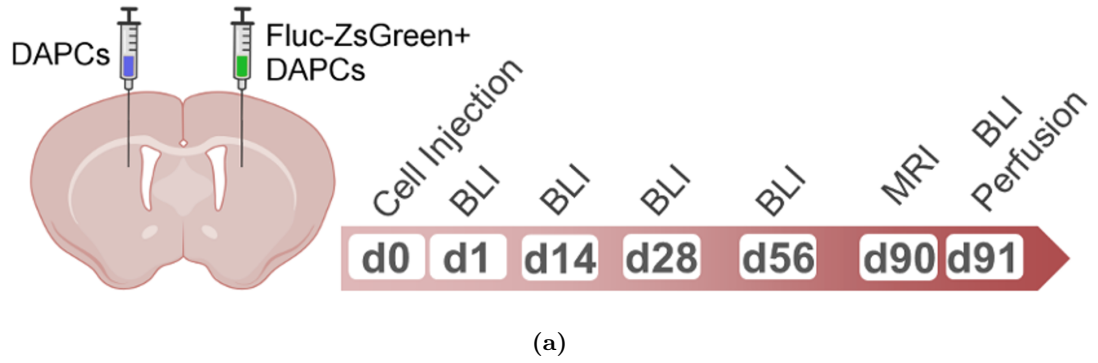 DAPCs
Fluc-ZsGreen+
DAPCs
Cell Injection
BLI
BLI
BLI
BLI
MRI
BLI
Perfusion
d0 d1 d14 d28 d56 d90 d91
(a)